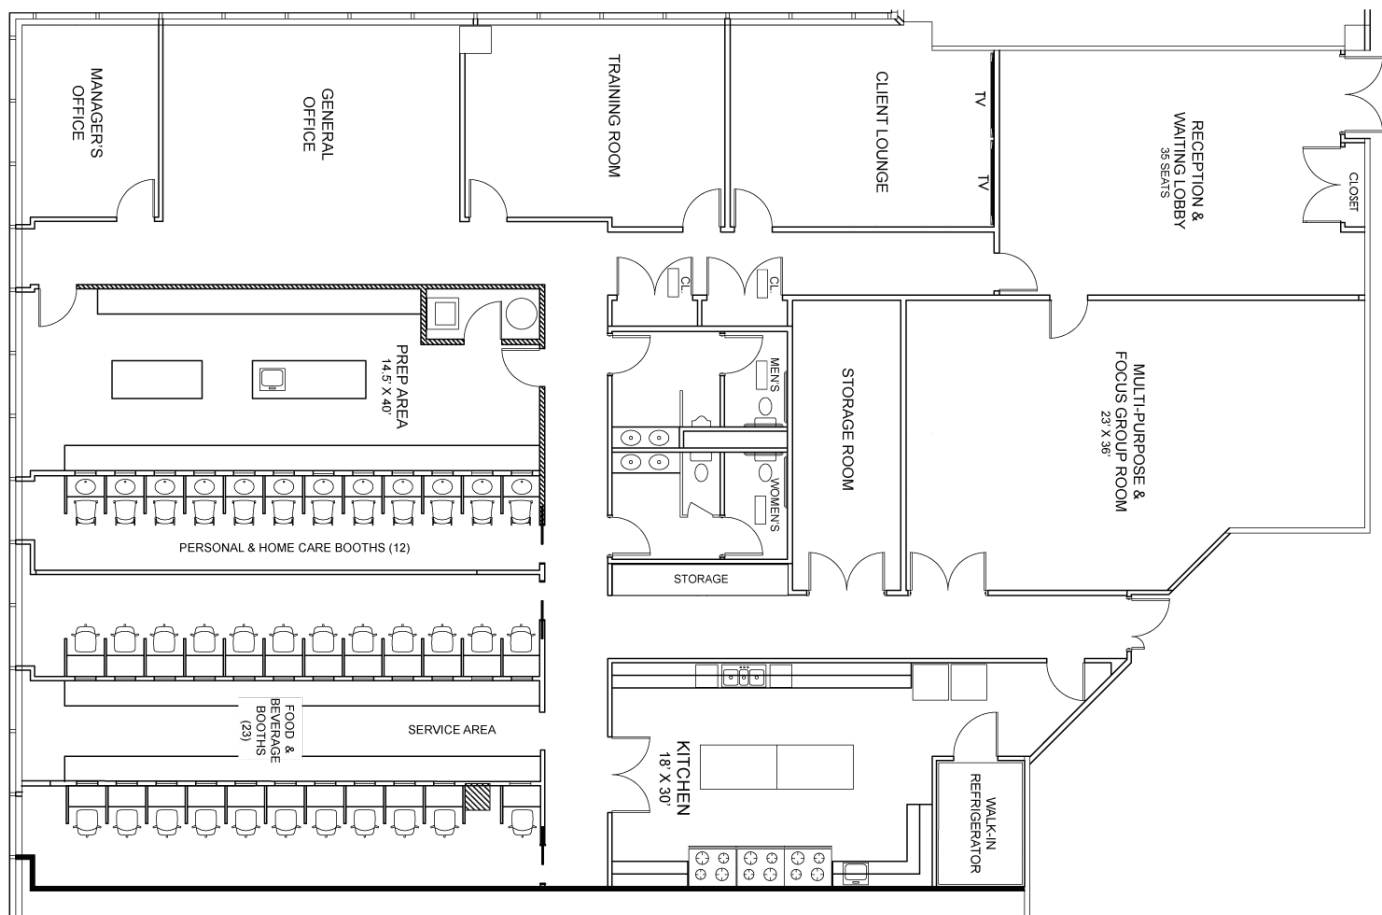 MANAGER'S
OFFICE
GENERAL
OFFICE
TRAINING ROOM
CLIENT LOUNGE
TV
TV
RECEPTION &
WAITING LOBBY
35 SEATS
CLOSET
CL.
CL.
PREP AREA
14.5' X 40'
MEN'S
WOMEN'S
STORAGE ROOM
MULTI-PURPOSE &
FOCUS GROUP ROOM
23' X 36'
PERSONAL & HOME CARE BOOTHS (12)
STORAGE
FOOD &
BEVERAGE
BOOTHS
(23)
SERVICE AREA
KITCHEN
18' X 30'
WALK-IN
REFRIGERATOR